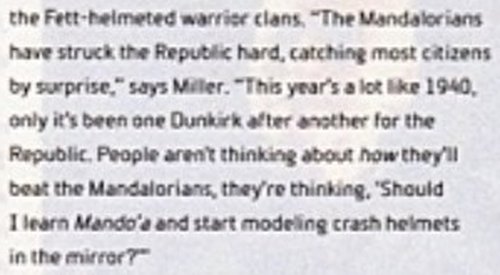 the Fett-helmeted warrior clans. "The Mandalorians
have struck the Republic hard, catching most citizens
by surprise," says Miller. "This year's a lot like 1940,
only it's been one Dunkirk after another for the
Republic. People aren't thinking about how they'll
beat the Mandalorians, they're thinking, 'Should
I learn Mando'a and start modeling crash helmets
in the mirror?'"